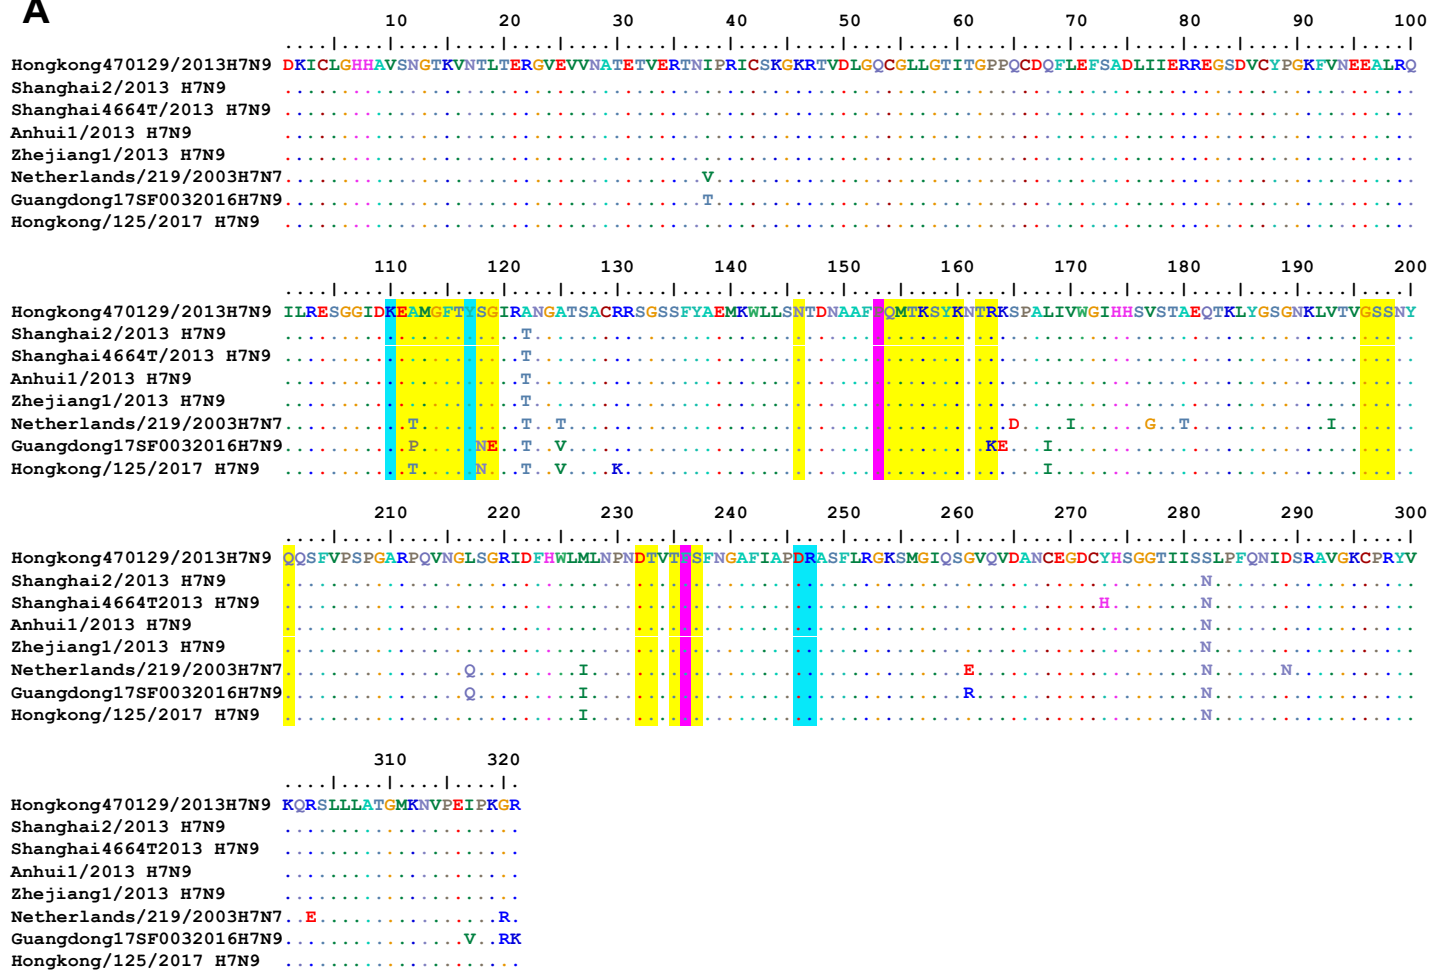 A
10 20 30 40 50 60 70 80 90 100
Hongkong470129/2013H7N9 DKICLGHHAVSNGTKVNTLTERGVEVVNATETVERTNIPRICSKGKRTVDLGQCGLLGTITGPPQCDQFLEFSADLIIERREGSDVCYPGKFVNEEALRQ
Shanghai2/2013 H7N9
Shanghai4664T/2013 H7N9
Anhui1/2013 H7N9
Zhejiang1/2013 H7N9
Netherlands/219/2003H7N7 V
Guangdong17SF0032016H7N9 T
Hongkong/125/2017 H7N9
110 120 130 140 150 160 170 180 190 200
Hongkong470129/2013H7N9 ILRESGGIDKEAMGFTYSGIRANGATSACRRSGSSFYAEMKWLLSNTDNAAFPQMTKSYKNTRKSPALIVWGIHHSVSTAEQTKLYGSGNKLVTVGSSNY
Shanghai2/2013 H7N9 T
Shanghai4664T/2013 H7N9 T
Anhui1/2013 H7N9 T
Zhejiang1/2013 H7N9 T
Netherlands/219/2003H7N7 T T T D I G T I
Guangdong17SF0032016H7N9 P NE T V KE I
Hongkong/125/2017 H7N9 T N T V K I
210 220 230 240 250 260 270 280 290 300
Hongkong470129/2013H7N9 QQSFVPSPGARPQVNGLSGRIDFHWLMLNPNDTVTFSFNGAFIAPDRASFLRGKSMGIQSGVQVDANCEGDCYHSGGTIISSLPFQNIDSRAVGKCPRYV
Shanghai2/2013 H7N9 N
Shanghai4664T2013 H7N9 H N
Anhui1/2013 H7N9 N
Zhejiang1/2013 H7N9 N
Netherlands/219/2003H7N7 Q I E N N
Guangdong17SF0032016H7N9 Q I R N
Hongkong/125/2017 H7N9 I N
310 320
Hongkong470129/2013H7N9 KQRSLLLATGMKNVPEIPKGR
Shanghai2/2013 H7N9
Shanghai4664T2013 H7N9
Anhui1/2013 H7N9
Zhejiang1/2013 H7N9
Netherlands/219/2003H7N7 E R
Guangdong17SF0032016H7N9 V RK
Hongkong/125/2017 H7N9